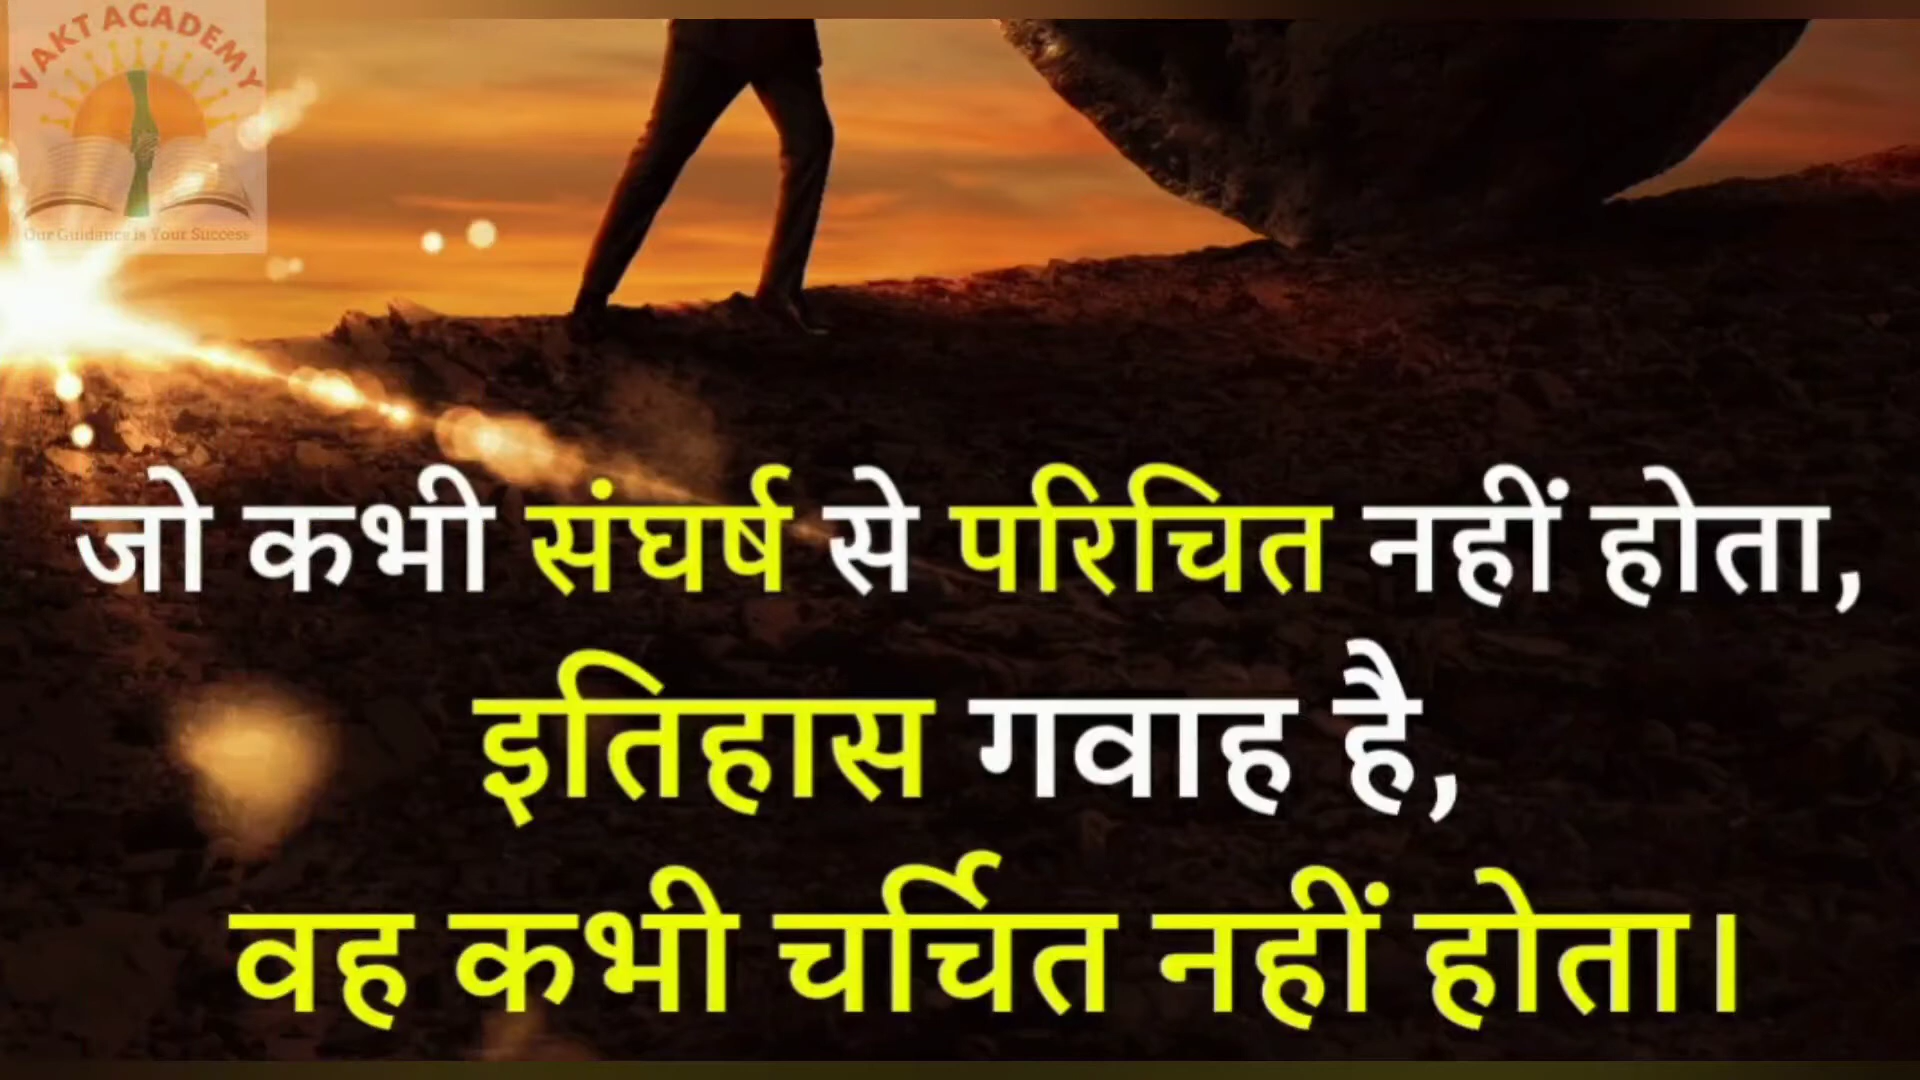 VAKT ACADEMY
Our Guidance is Your Success
जो कभी संघर्ष से परिचित नहीं होता,
इतिहास गवाह है,
वह कभी चर्चित नहीं होता।